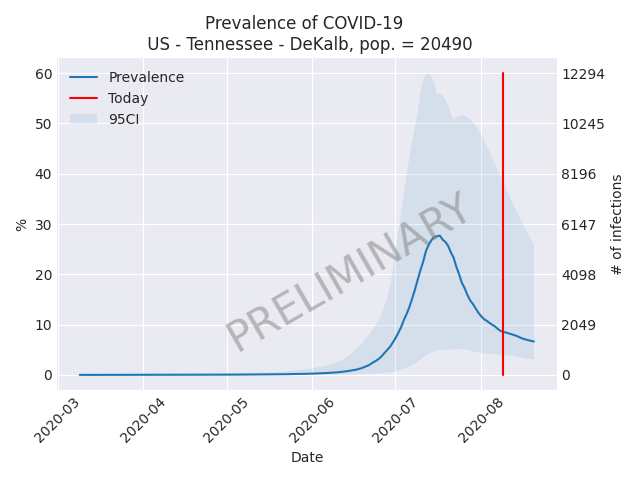 Prevalence of COVID-19
US - Tennessee - DeKalb, pop. = 20490
Prevalence
Today
95CI
60
50
40
30
20
10
0
%
12294
10245
8196
6147
4098
2049
0
# of infections
PRELIMINARY
2020-03
2020-04
2020-05
2020-06
2020-07
2020-08
Date